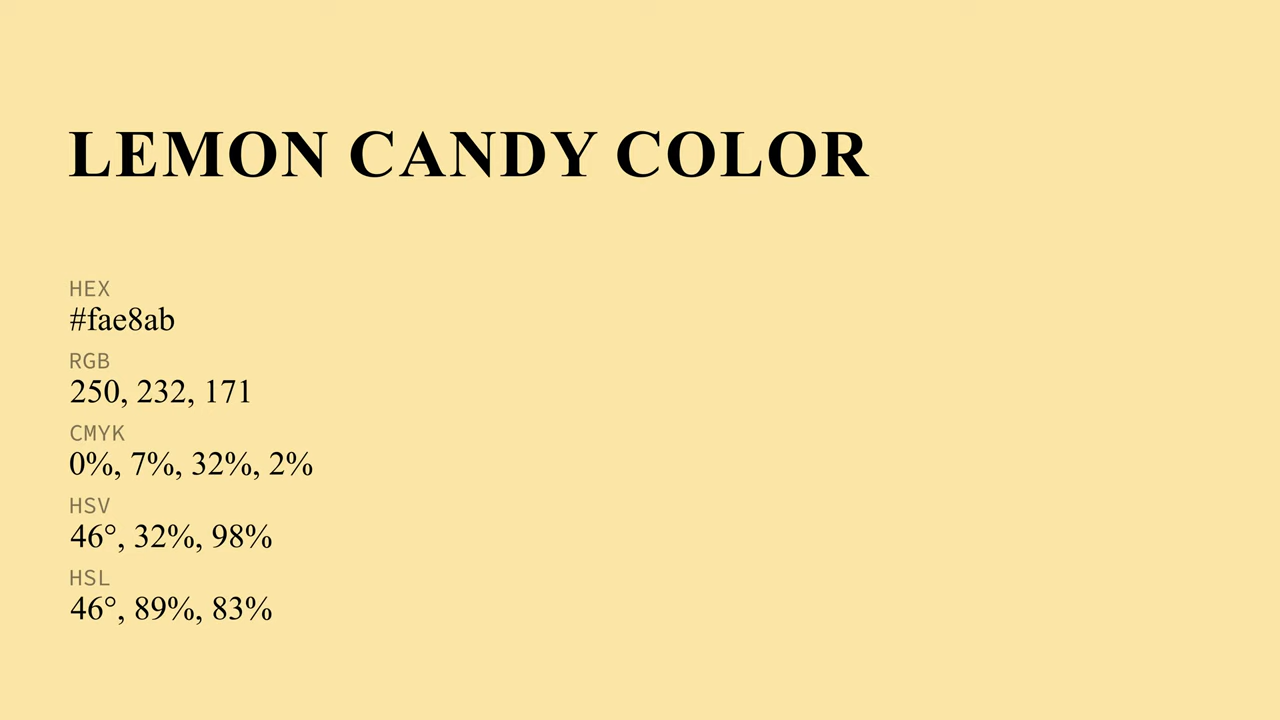 LEMON CANDY COLOR
HEX
#fae8ab
RGB
250, 232, 171
CMYK
0%, 7%, 32%, 2%
HSV
46°, 32%, 98%
HSL
46°, 89%, 83%